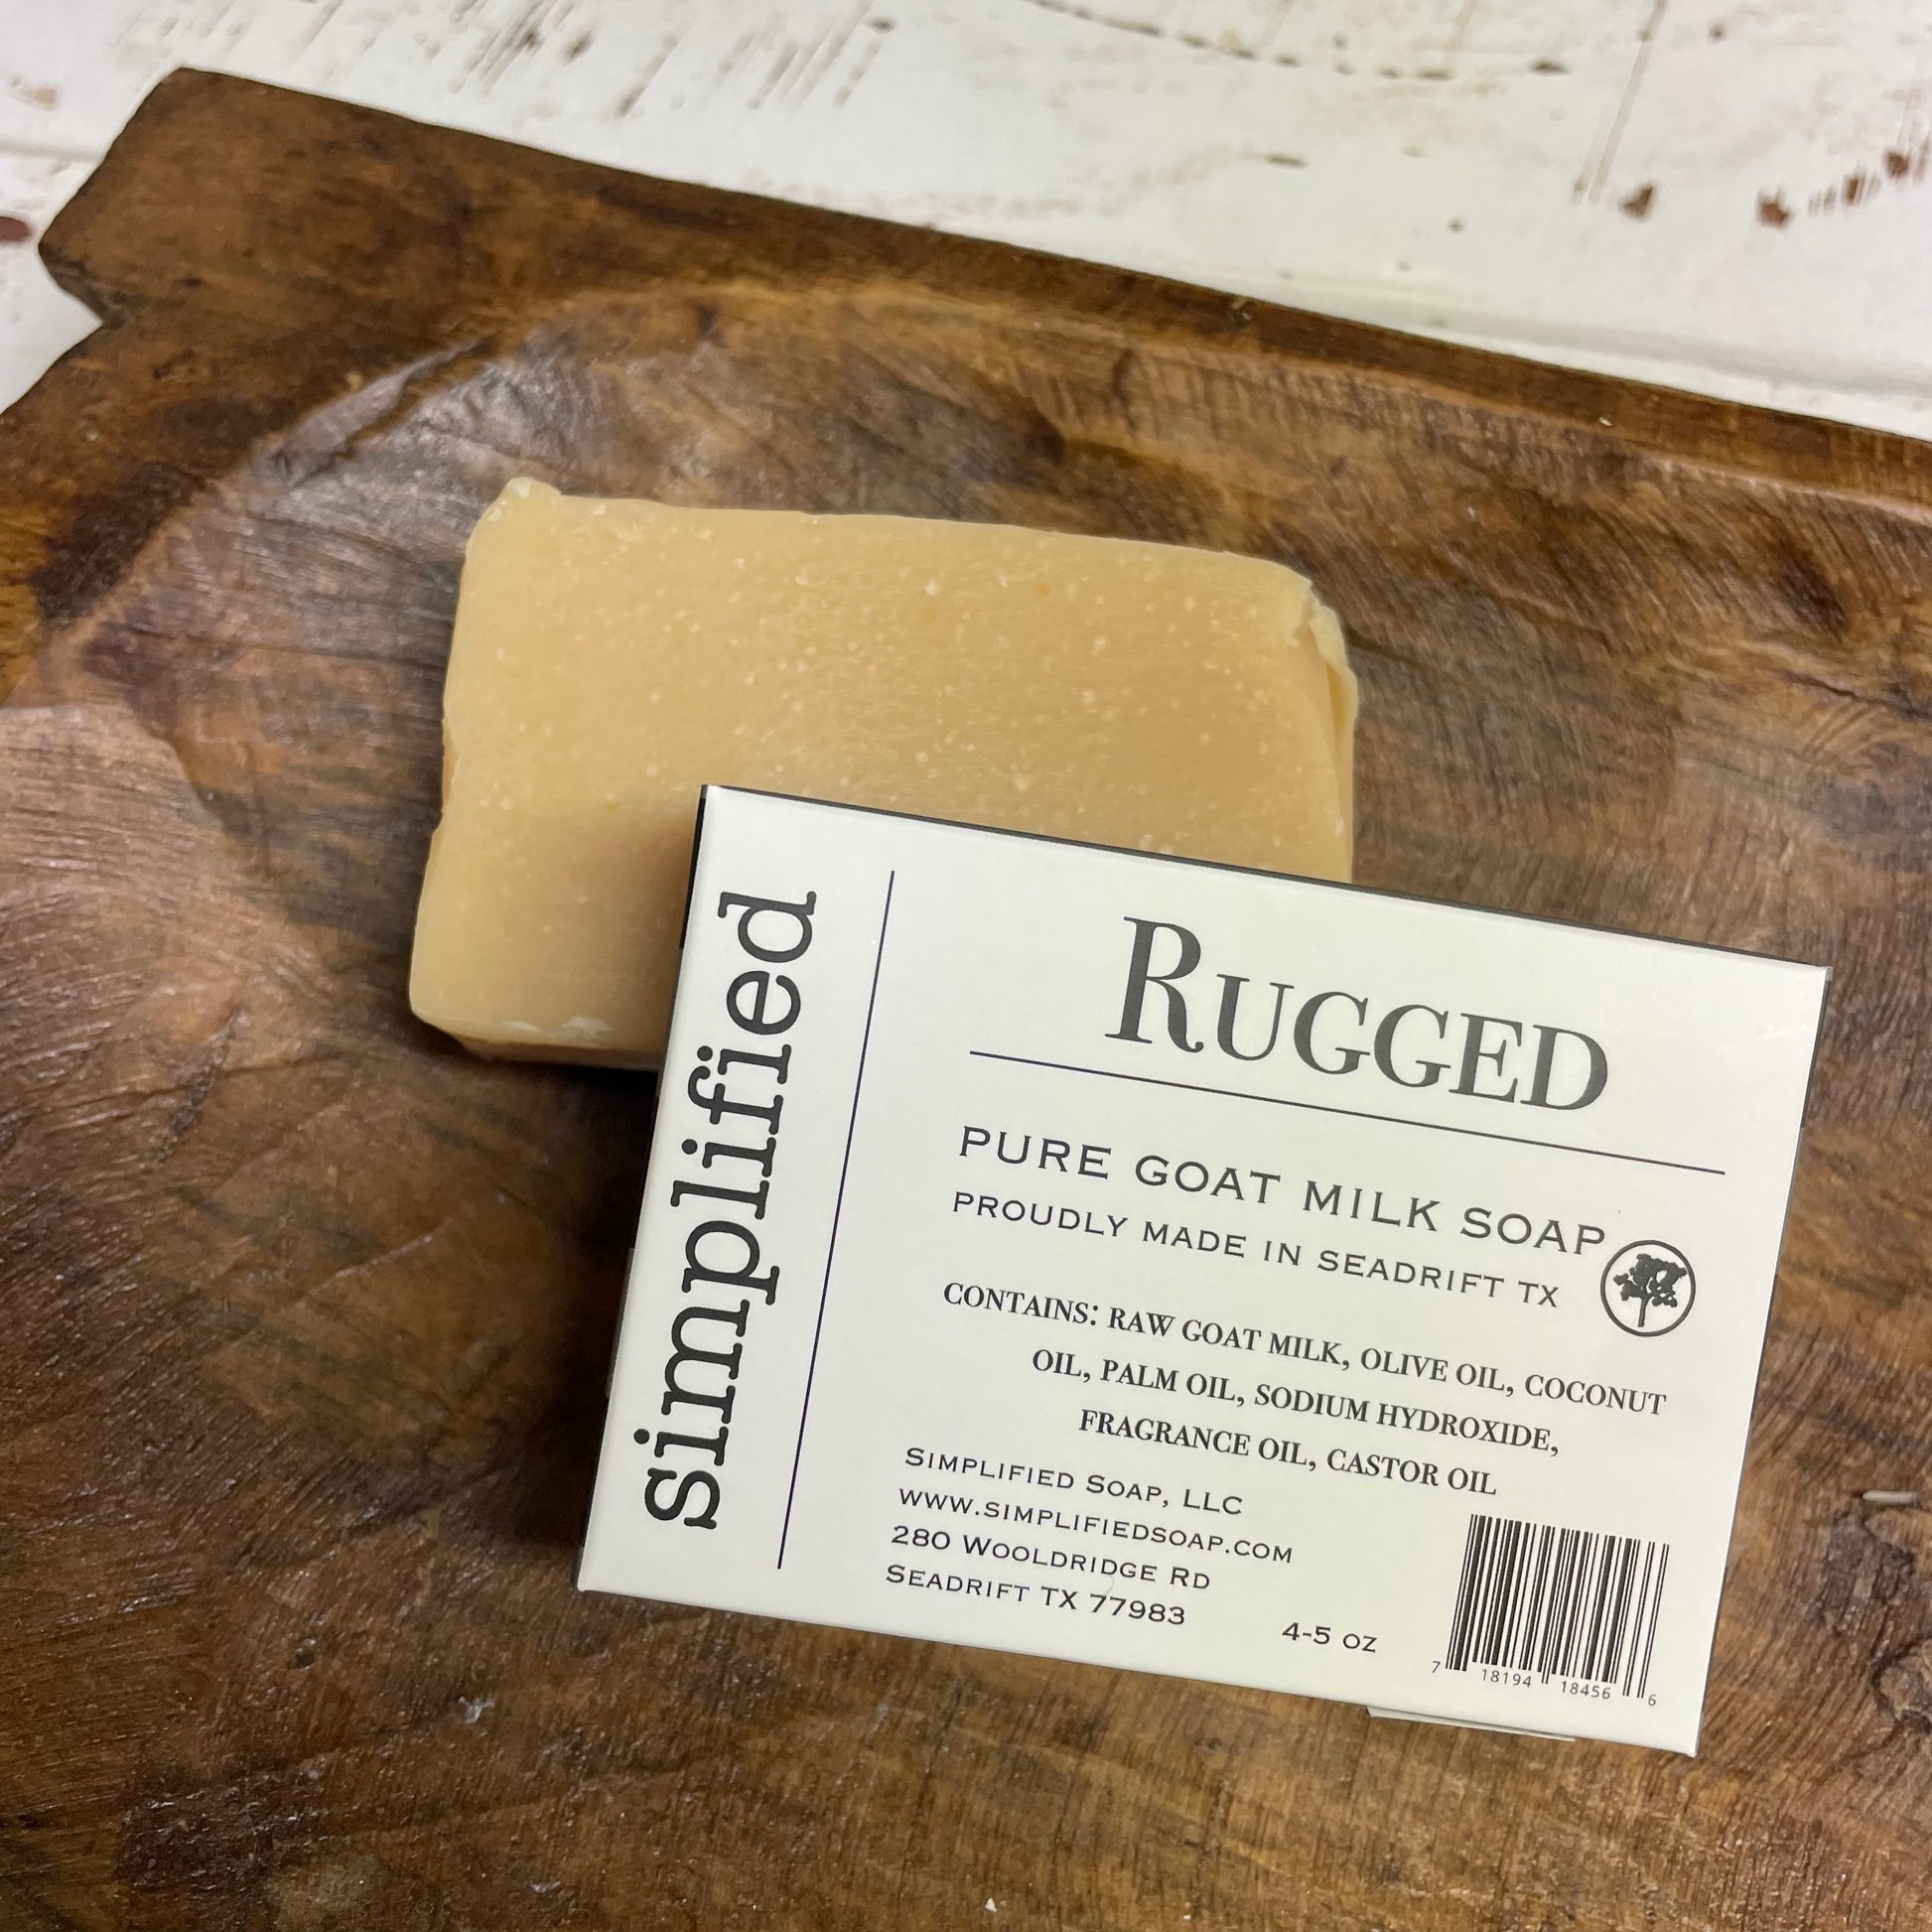 simplified
RUGGED
PURE GOAT MILK SOAP
PROUDLY MADE IN SEADRIFT TX
CONTAINS: RAW GOAT MILK, OLIVE OIL, COCONUT
OIL, PALM OIL, SODIUM HYDROXIDE,
FRAGRANCE OIL, CASTOR OIL
SIMPLIFIED SOAP, LLC
WWW.SIMPLIFIEDSOAP.COM
280 WOOLDRIDGE RD
SEADRIFT TX 77983
4-5 OZ
7 18194 18456 6